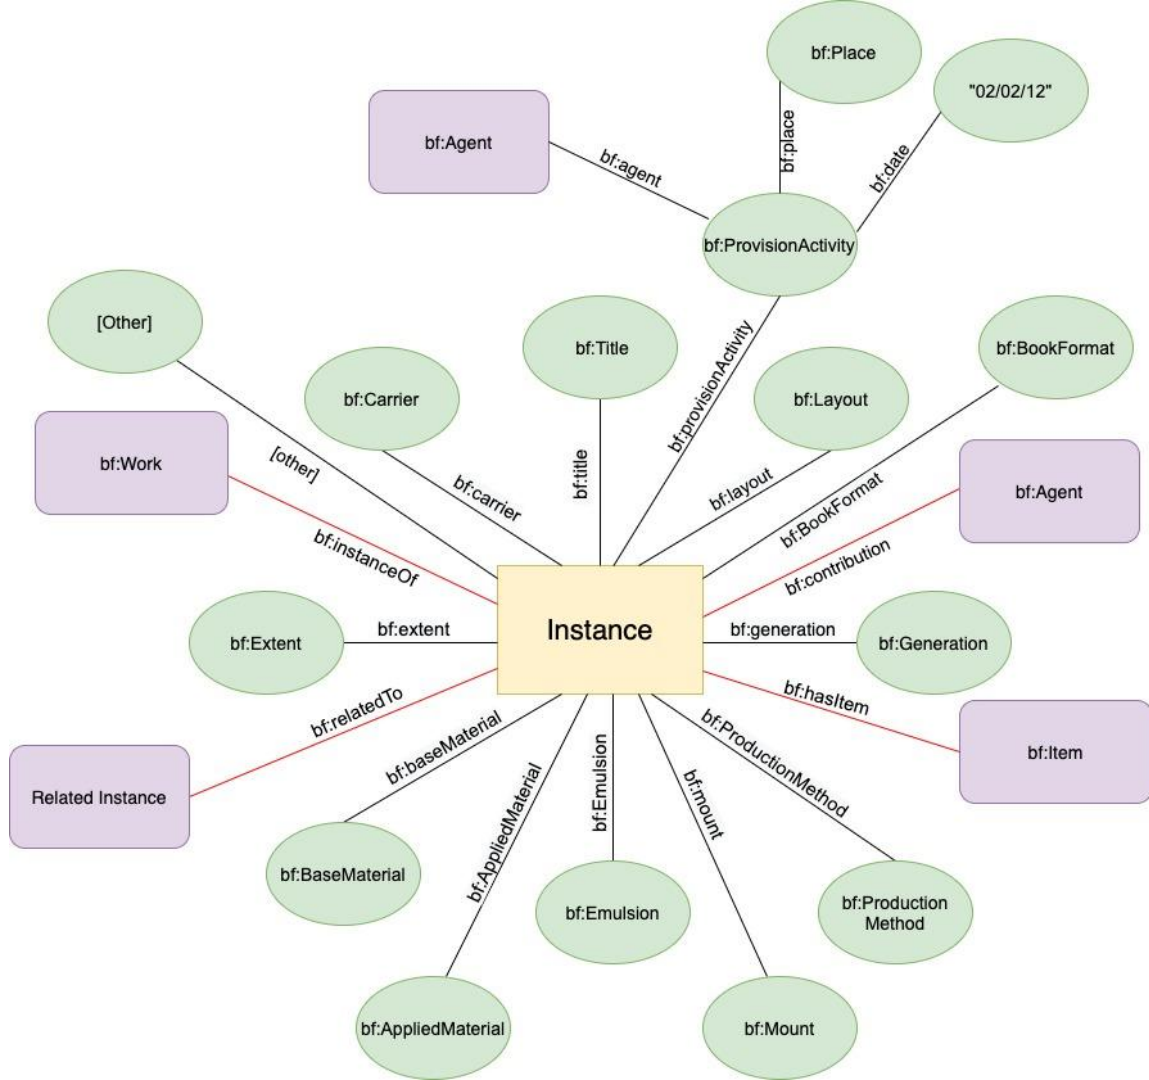 bf:Place
"02/02/12"
bf:Agent
bf:agent
bf:place
bf:date
bf:ProvisionActivity
[Other]
bf:Title
bf:BookFormat
bf:provisionActivity
bf:Carrier
bf:Layout
bf:Work
[other]
bf:carrier
bf:title
bf:layout
bf:BookFormat
bf:Agent
bf:instanceOf
bf:contribution
bf:Extent
bf:extent
Instance
bf:generation
bf:Generation
bf:relatedTo
bf:hasItem
bf:baseMaterial
bf:AppliedMaterial
bf:Emulsion
bf:mount
bf:ProductionMethod
bf:Item
Related Instance
bf:BaseMaterial
bf:Emulsion
bf:Production
Method
bf:AppliedMaterial
bf:Mount